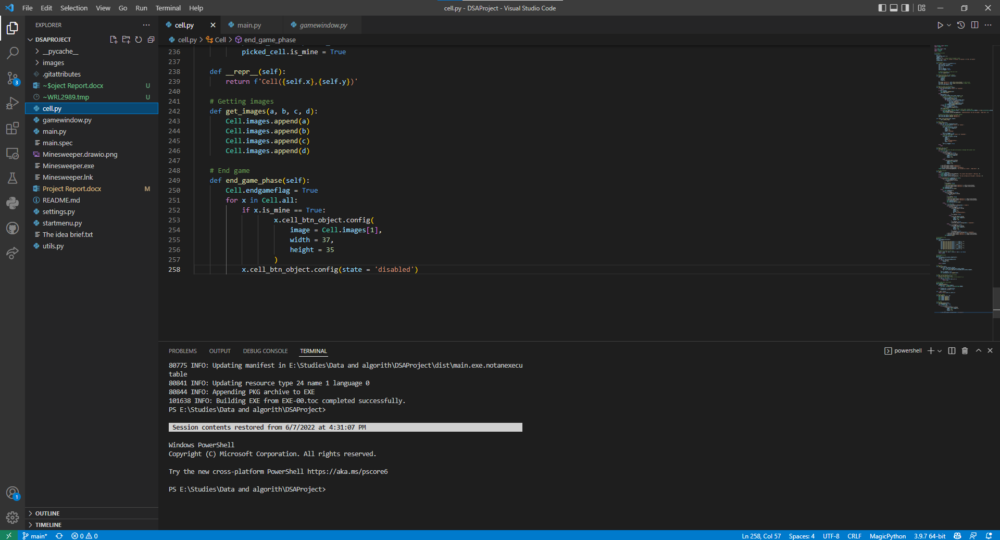 File Edit Selection View Go Run Terminal Help
cell.py - DSAProject - Visual Studio Code
EXPLORER
DSAPROJECT
__pycache__
images
.gitattributes
~$oject Report.docx U
~WRL2989.tmp U
cell.py
gamewindow.py
main.py
main.spec
Minesweeper.drawio.png
Minesweeper.exe
Minesweeper.lnk
Project Report.docx M
README.md
settings.py
startmenu.py
The idea brief.txt
utils.py
OUTLINE
TIMELINE
3
1
cell.py main.py gamewindow.py
cell.py > Cell > end_game_phase
236 picked_cell.is_mine = True
237
238 def __repr__(self):
239 return f'Cell({self.x},{self.y})'
240
241 # Getting images
242 def get_images(a, b, c, d):
243 Cell.images.append(a)
244 Cell.images.append(b)
245 Cell.images.append(c)
246 Cell.images.append(d)
247
248 # End game
249 def end_game_phase(self):
250 Cell.endgameflag = True
251 for x in Cell.all:
252 if x.is_mine == True:
253 x.cell_btn_object.config(
254 image = Cell.images[1],
255 width = 37,
256 height = 35
257 )
258 x.cell_btn_object.config(state = 'disabled')
PROBLEMS OUTPUT DEBUG CONSOLE TERMINAL
powershell
80775 INFO: Updating manifest in E:\Studies\Data and algorith\DSAProject\dist\main.exe.notanexecu
table
80841 INFO: Updating resource type 24 name 1 language 0
80844 INFO: Appending PKG archive to EXE
101638 INFO: Building EXE from EXE-00.toc completed successfully.
PS E:\Studies\Data and algorith\DSAProject>
Session contents restored from 6/7/2022 at 4:31:07 PM
Windows PowerShell
Copyright (C) Microsoft Corporation. All rights reserved.
Try the new cross-platform PowerShell https://aka.ms/pscore6
PS E:\Studies\Data and algorith\DSAProject>
main* 0 0
Ln 258, Col 57 Spaces: 4 UTF-8 CRLF MagicPython 3.9.7 64-bit